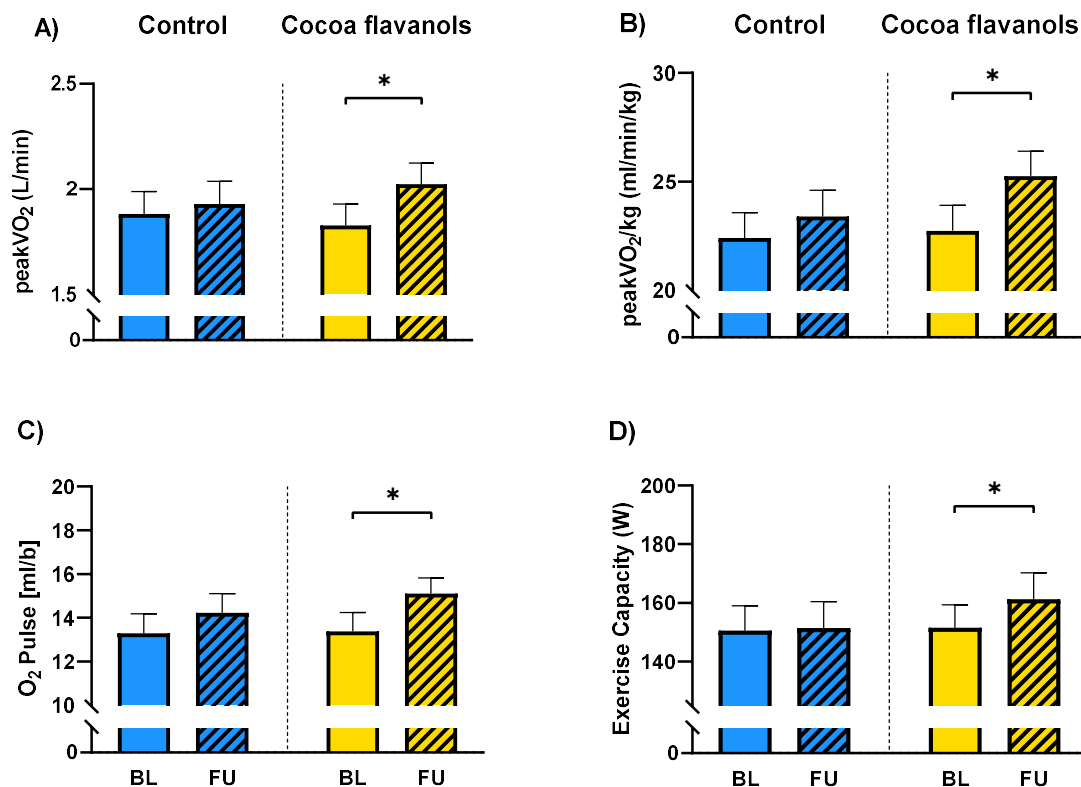 A) Control Cocoa flavanols
peakVO2 (L/min)
2.5
2
1.5
0
*
B) Control Cocoa flavanols
peakVO2/kg (ml/min/kg)
30
25
20
0
*
C)
O2 Pulse [ml/b]
20
18
16
14
12
10
0
*
BL FU BL FU
D)
Exercise Capacity (W)
200
180
160
140
0
*
BL FU BL FU